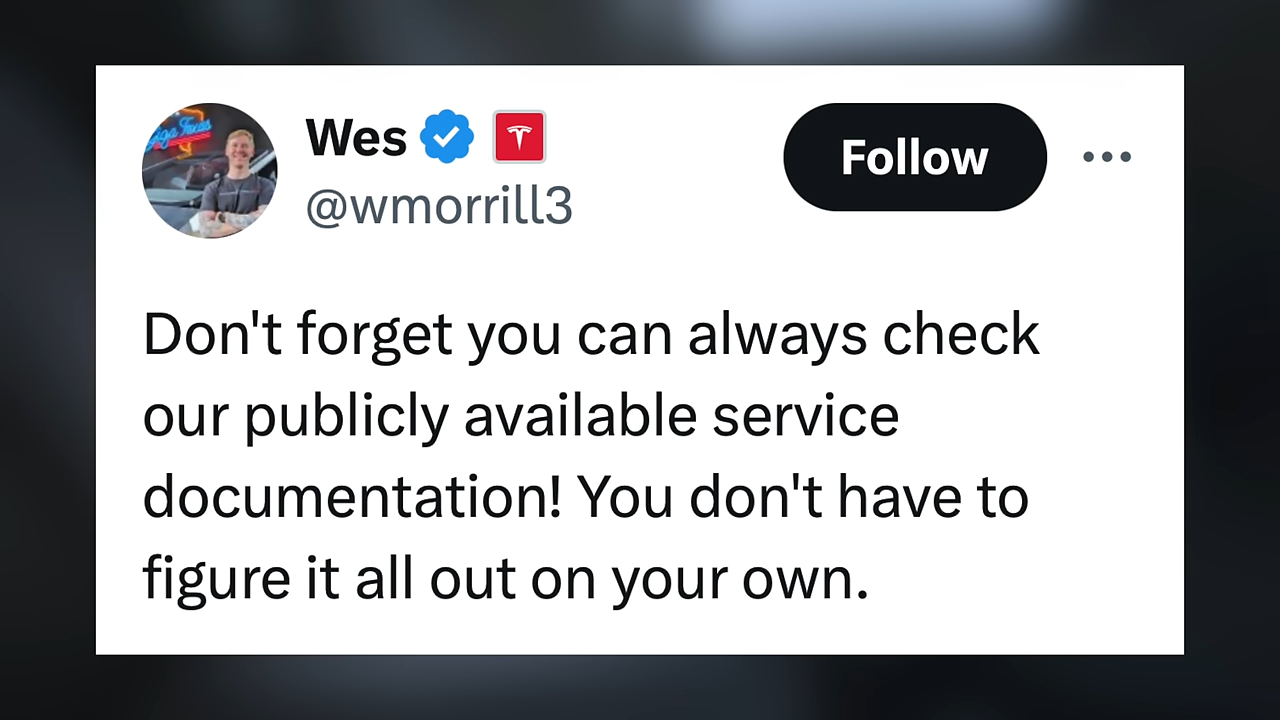 Wes
@wmorrill3
Follow
Don't forget you can always check
our publicly available service
documentation! You don't have to
figure it all out on your own.